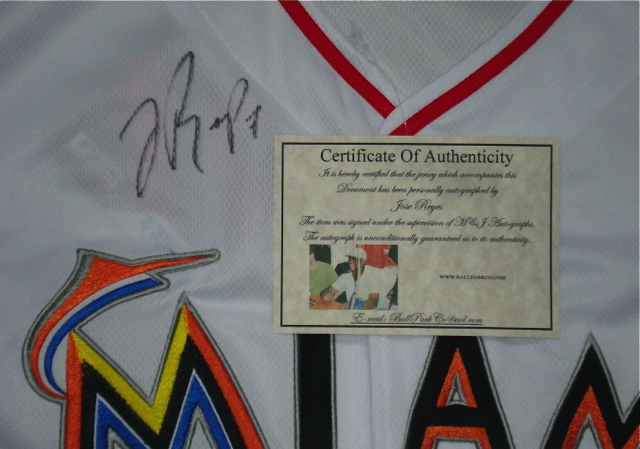 J Reyes 7
Certificate Of Authenticity
It is hereby certified that the jersey which accompanies this
Document has been personally autographed by
Jose Reyes
The item was signed under the supervision of M&J Autographs.
The autograph is unconditionally guaranteed as to its authenticity.
WWW.BALLPARKCO.COM
E-mail: BallParkCo@aol.com
MIAM